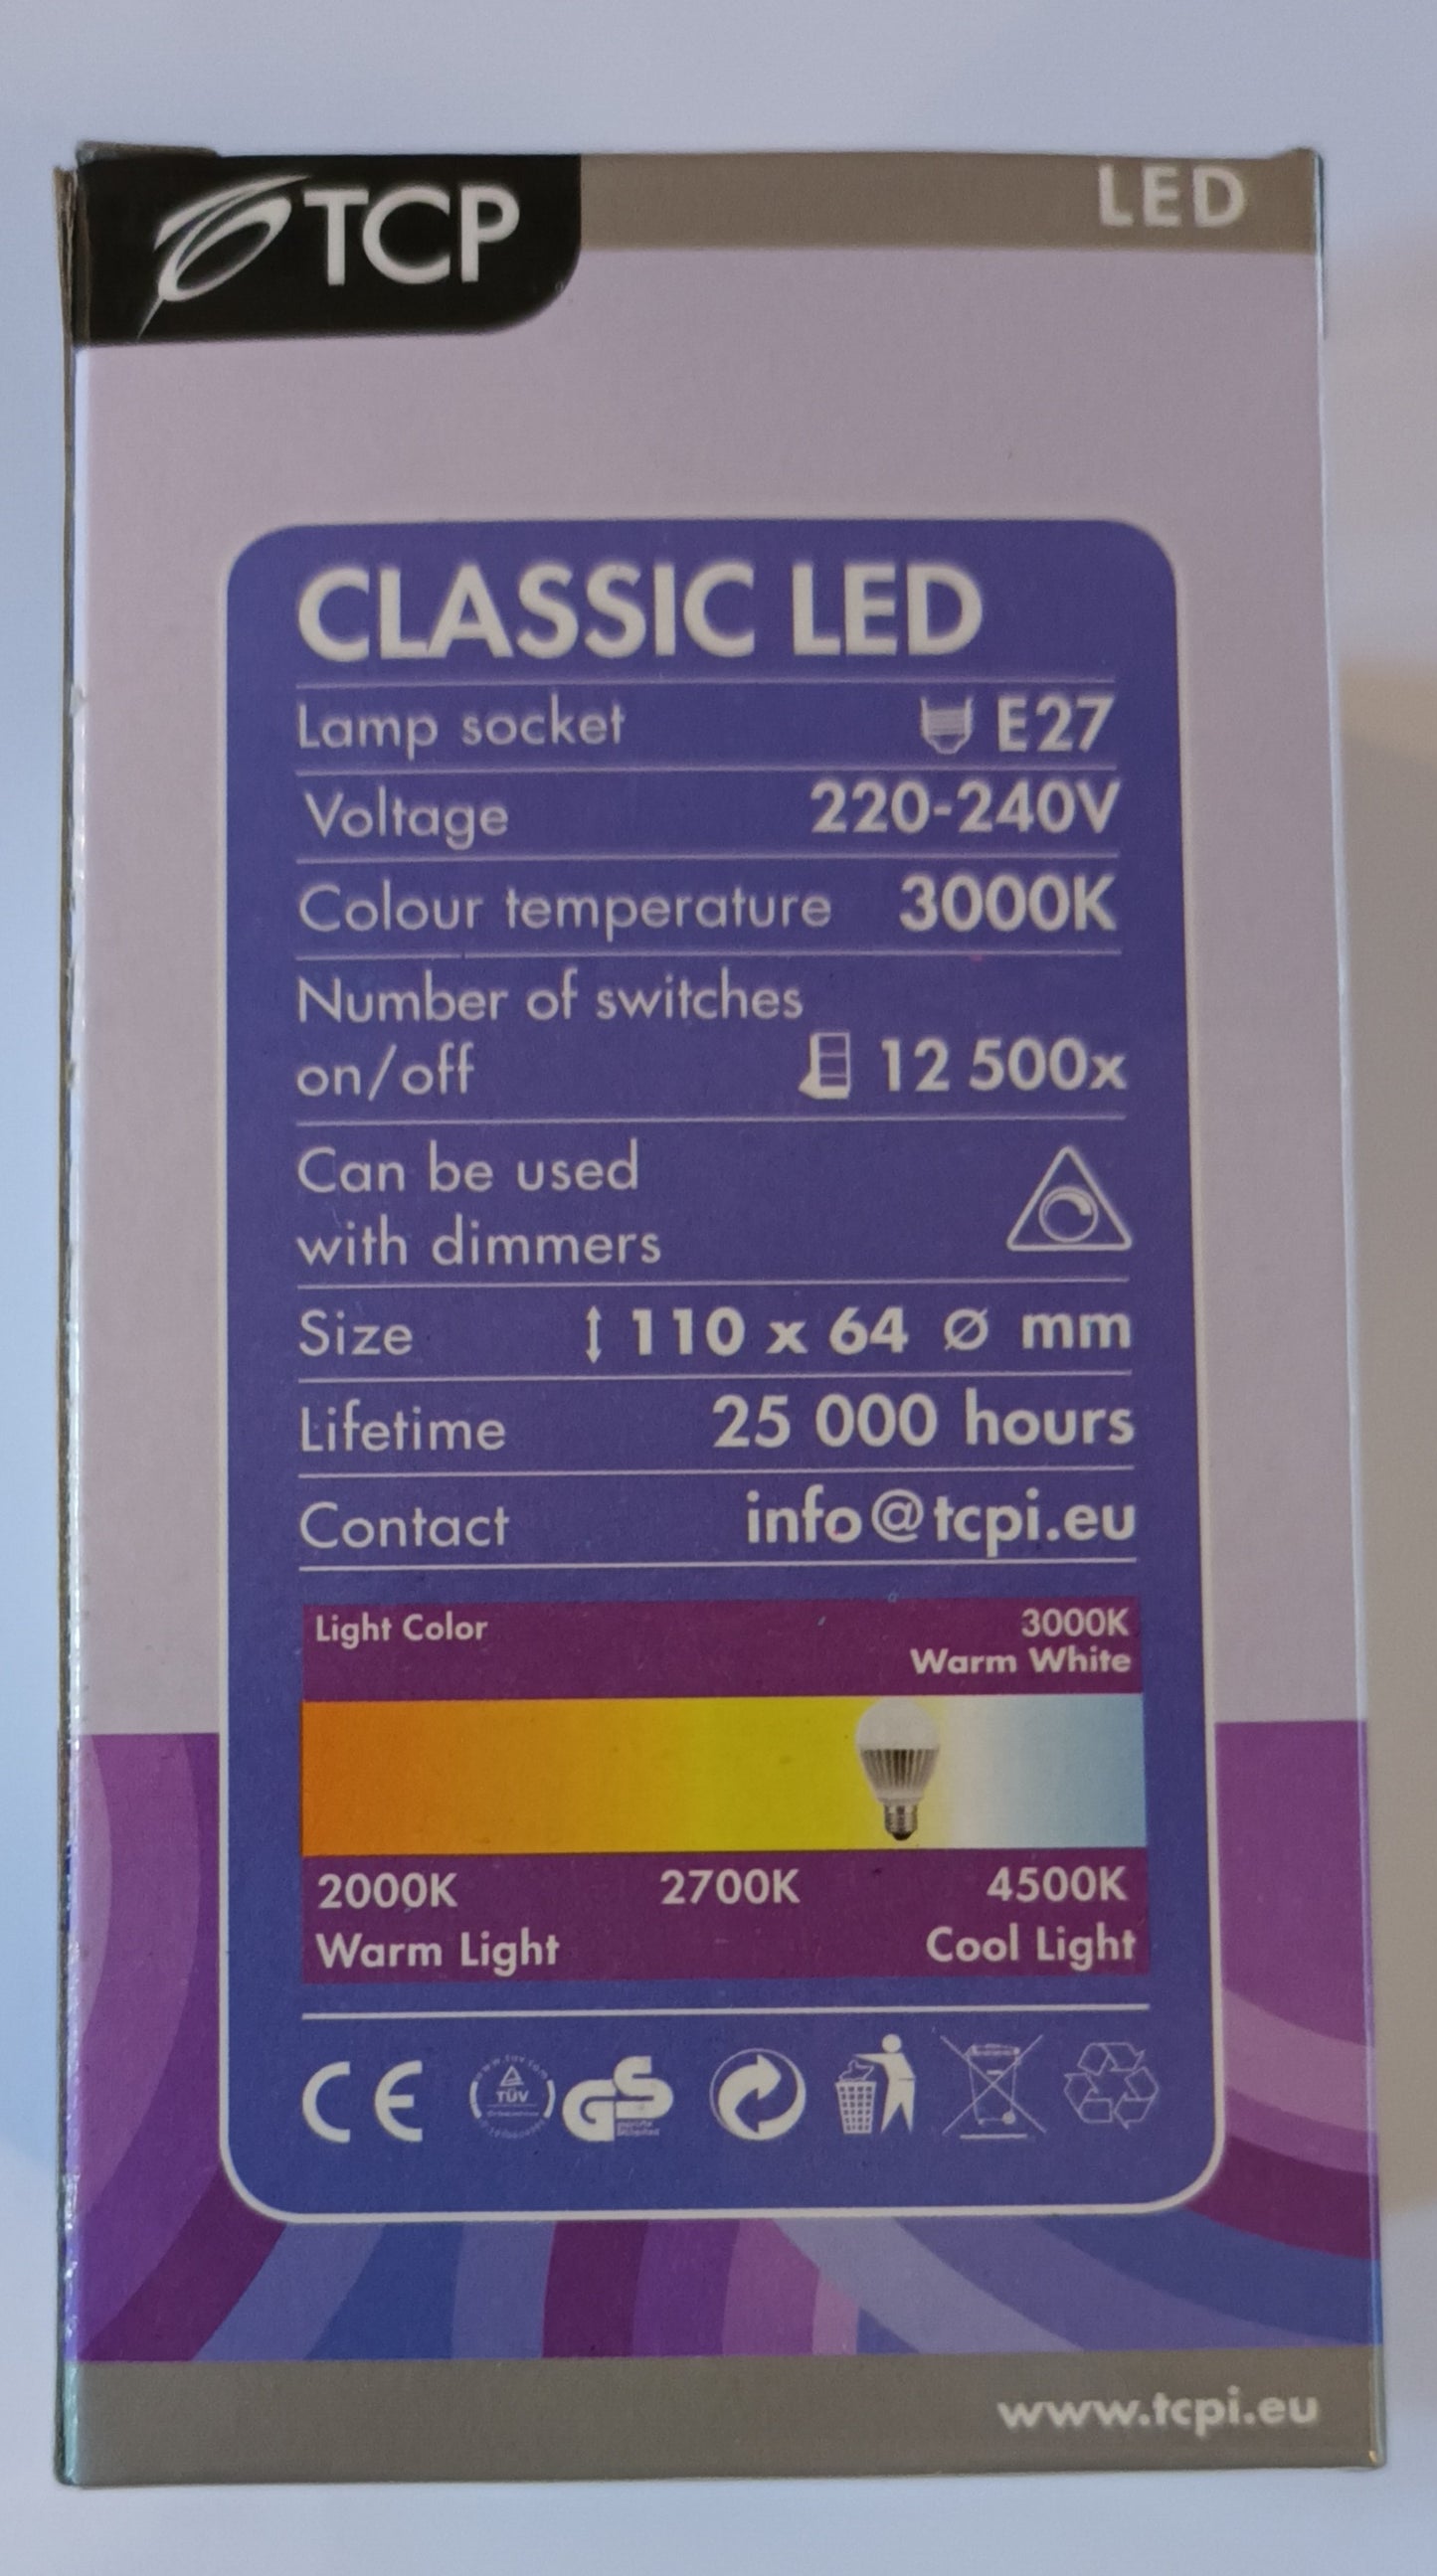 TCP
LED
CLASSIC LED
Lamp socket E27
Voltage 220-240V
Colour temperature 3000K
Number of switches
on/off 12 500x
Can be used
with dimmers
Size ↕ 110 x 64 Ø mm
Lifetime 25 000 hours
Contact info@tcpi.eu
Light Color 3000K
Warm White
2000K 2700K 4500K
Warm Light Cool Light
CE TÜV GS
www.tcpi.eu